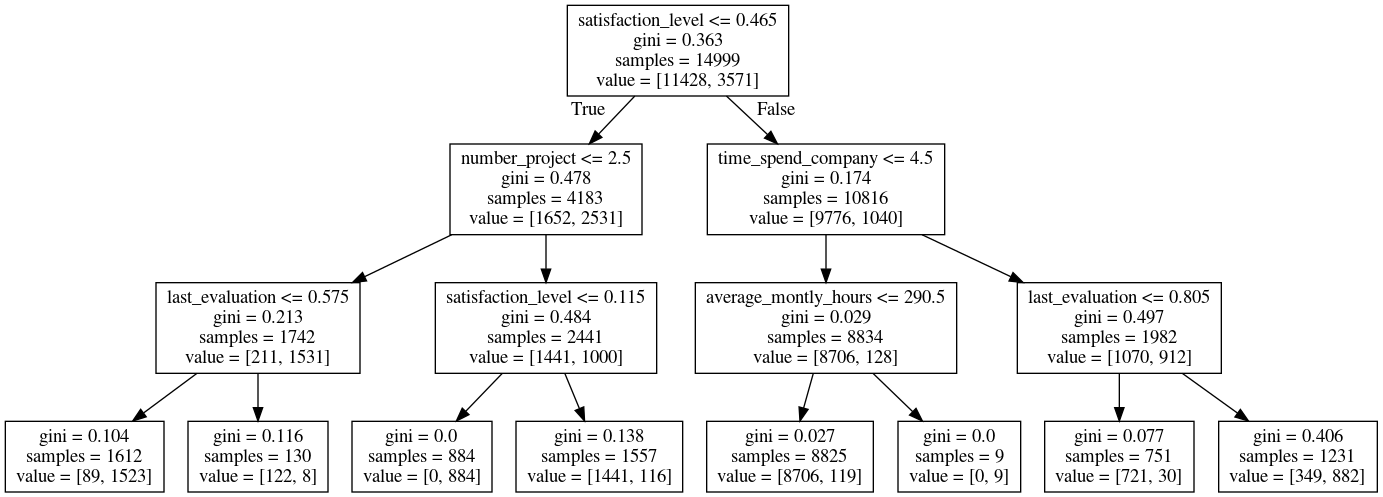 satisfaction_level <= 0.465
gini = 0.363
samples = 14999
value = [11428, 3571]
True
False
number_project <= 2.5
gini = 0.478
samples = 4183
value = [1652, 2531]
time_spend_company <= 4.5
gini = 0.174
samples = 10816
value = [9776, 1040]
last_evaluation <= 0.575
gini = 0.213
samples = 1742
value = [211, 1531]
satisfaction_level <= 0.115
gini = 0.484
samples = 2441
value = [1441, 1000]
average_montly_hours <= 290.5
gini = 0.029
samples = 8834
value = [8706, 128]
last_evaluation <= 0.805
gini = 0.497
samples = 1982
value = [1070, 912]
gini = 0.104
samples = 1612
value = [89, 1523]
gini = 0.116
samples = 130
value = [122, 8]
gini = 0.0
samples = 884
value = [0, 884]
gini = 0.138
samples = 1557
value = [1441, 116]
gini = 0.027
samples = 8825
value = [8706, 119]
gini = 0.0
samples = 9
value = [0, 9]
gini = 0.077
samples = 751
value = [721, 30]
gini = 0.406
samples = 1231
value = [349, 882]